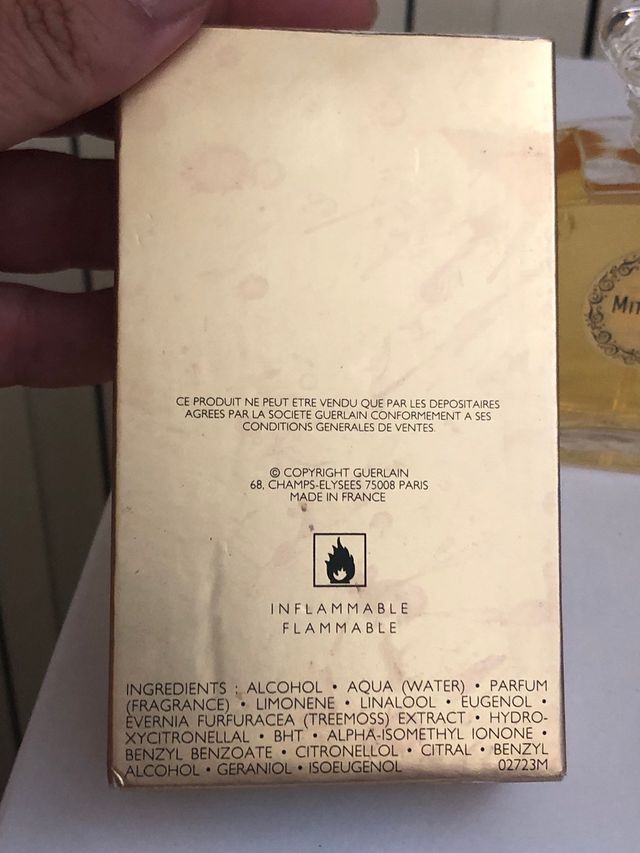 CE PRODUIT NE PEUT ETRE VENDU QUE PAR LES DEPOSITAIRES
AGREES PAR LA SOCIETE GUERLAIN CONFORMEMENT A SES
CONDITIONS GENERALES DE VENTES.
© COPYRIGHT GUERLAIN
68, CHAMPS-ELYSEES 75008 PARIS
MADE IN FRANCE
INFLAMMABLE
FLAMMABLE
INGREDIENTS : ALCOHOL • AQUA (WATER) • PARFUM
(FRAGRANCE) • LIMONENE • LINALOOL • EUGENOL •
EVERNIA FURFURACEA (TREEMOSS) EXTRACT • HYDRO-
XYCITRONELLAL • BHT • ALPHA-ISOMETHYL IONONE •
BENZYL BENZOATE • CITRONELLOL • CITRAL • BENZYL
ALCOHOL • GERANIOL • ISOEUGENOL 02723M